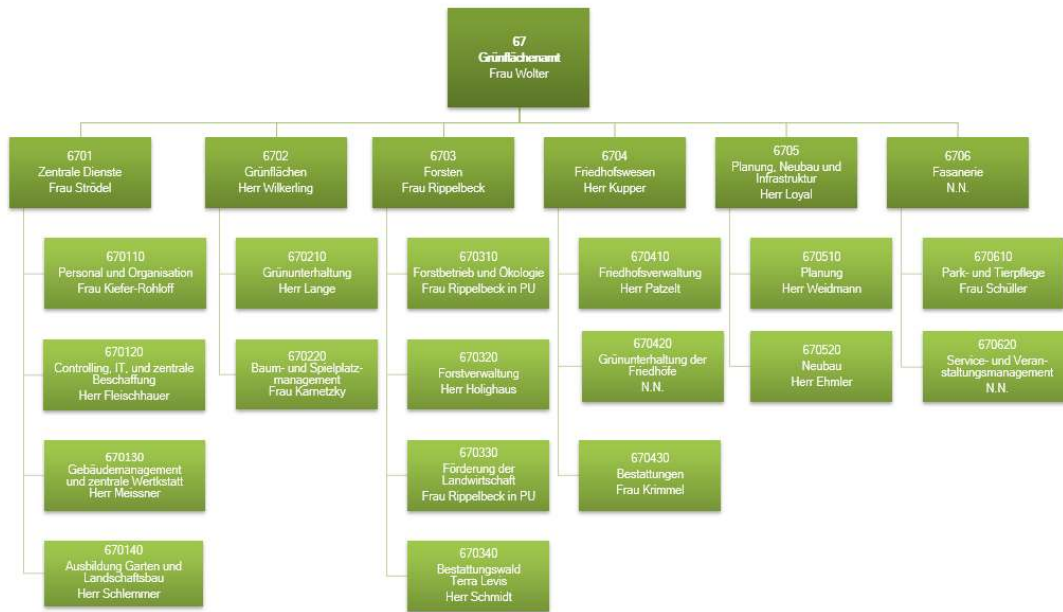 67
Grünflächenamt
Frau Wolter
6701
Zentrale Dienste
Frau Strödel
6702
Grünflächen
Herr Wilkerling
6703
Forsten
Frau Rippelbeck
6704
Friedhofswesen
Herr Kupper
6705
Planung, Neubau und
Infrastruktur
Herr Loyal
6706
Fasanerie
N.N.
670110
Personal und Organisation
Frau Kiefer-Rohloff
670210
Grünunterhaltung
Herr Lange
670310
Forstbetrieb und Ökologie
Frau Rippelbeck in PU
670410
Friedhofsverwaltung
Herr Patzelt
670510
Planung
Herr Weidmann
670610
Park- und Tierpflege
Frau Schüller
670120
Controlling, IT, und zentrale
Beschaffung
Herr Fleischhauer
670220
Baum- und Spielplatz-
management
Frau Karnetzky
670320
Forstverwaltung
Herr Holighaus
670420
Grünunterhaltung der
Friedhöfe
N.N.
670520
Neubau
Herr Ehmler
670620
Service- und Veran-
staltungsmanagement
N.N.
670130
Gebäudemanagement
und zentrale Wertkstatt
Herr Meissner
670330
Förderung der
Landwirtschaft
Frau Rippelbeck in PU
670430
Bestattungen
Frau Krimmel
670140
Ausbildung Garten und
Landschaftsbau
Herr Schlemmer
670340
Bestattungswald
Terra Levis
Herr Schmidt